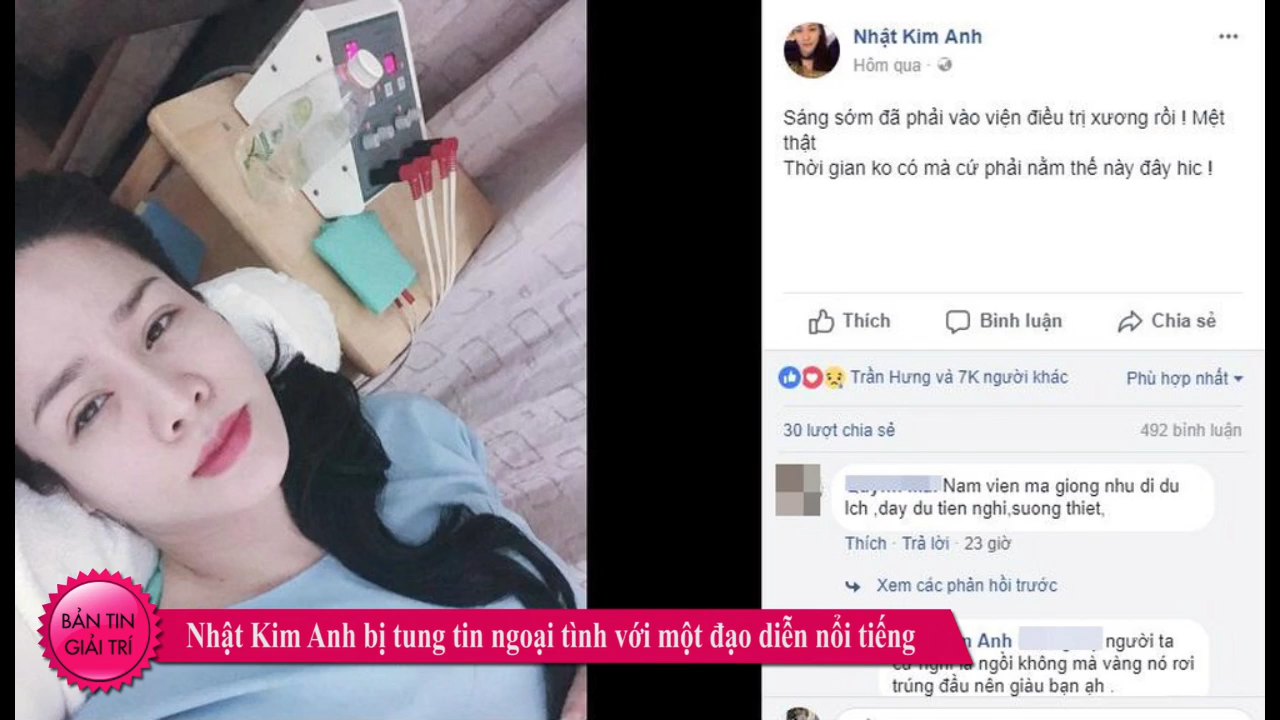 Nhật Kim Anh
Hôm qua
Sáng sớm đã phải vào viện điều trị xương rồi ! Mệt
thật
Thời gian ko có mà cứ phải nằm thế này đây hic !
Thích Bình luận Chia sẻ
Trần Hưng và 7K người khác Phù hợp nhất
30 lượt chia sẻ 492 bình luận
Nam vien ma giong nhu di du
lch ,day du tien nghi,suong thiet,
Thích · Trả lời · 23 giờ
Xem các phản hồi trước
Anh người ta
ngồi không mà vàng nó rơi
trúng đầu nên giàu bạn ạh .
BẢN TIN
GIẢI TRÍ
Nhật Kim Anh bị tung tin ngoại tình với một đạo diễn nổi tiếng